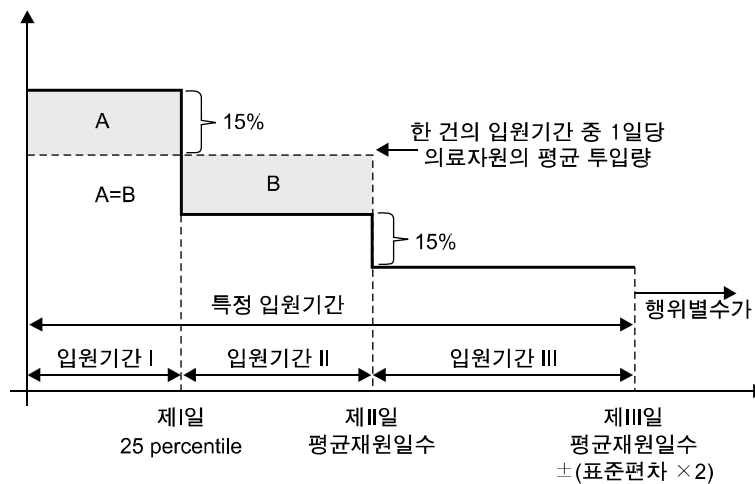 A
15%
한 건의 입원기간 중 1일당
의료자원의 평균 투입량
A=B
B
15%
특정 입원기간
행위별수가
입원기간 Ⅰ
입원기간 Ⅱ
입원기간 Ⅲ
제Ⅰ일
25 percentile
제Ⅱ일
평균재원일수
제Ⅲ일
평균재원일수
±(표준편차 ×2)